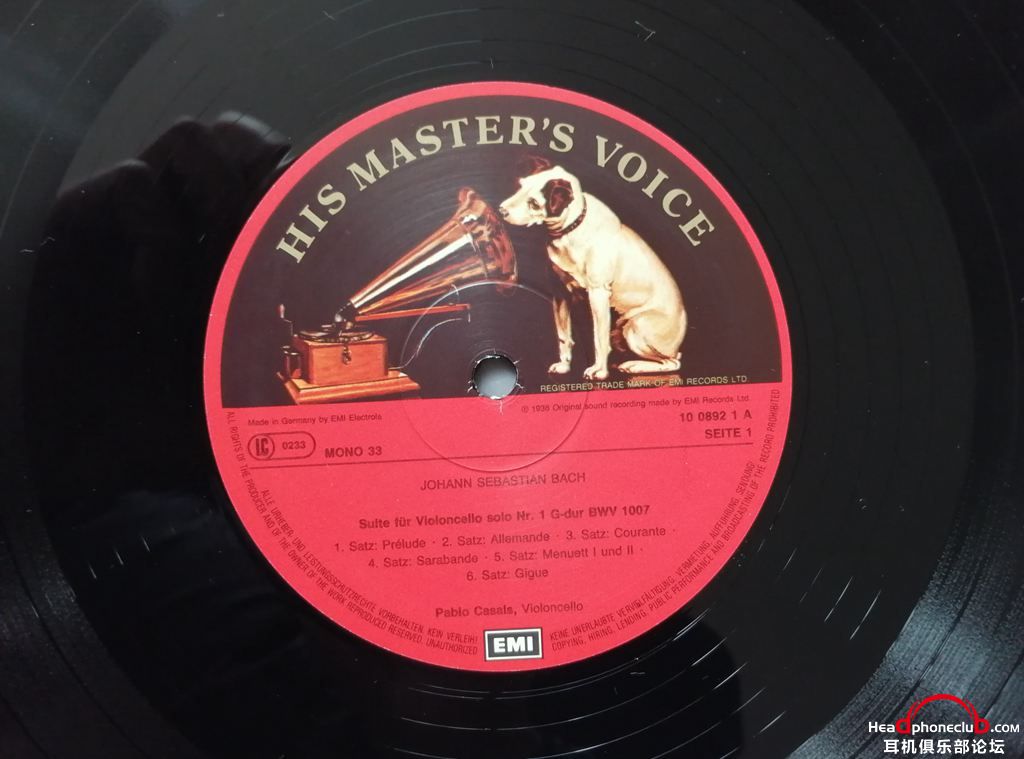 HIS MASTER'S VOICE
REGISTERED TRADE MARK OF EMI RECORDS LTD.
Made in Germany by EMI Electrola
℗ 1938 Original sound recording made by EMI Records Ltd.
10 0892 1 A
LC 0233
MONO 33
SEITE 1
JOHANN SEBASTIAN BACH
Suite für Violoncello solo Nr. 1 G-dur BWV 1007
1. Satz: Prélude · 2. Satz: Allemande · 3. Satz: Courante ·
4. Satz: Sarabande · 5. Satz: Menuett I und II ·
6. Satz: Gigue
Pablo Casals, Violoncello
EMI
ALLE URHEBER- UND LEISTUNGSSCHUTZRECHTE VORBEHALTEN. KEIN VERLEIH! KEINE UNERLAUBTE VERVIELFÄLTIGUNG, VERMIETUNG, AUFFÜHRUNG, SENDUNG!
ALL RIGHTS OF THE PRODUCER AND OF THE OWNER OF THE WORK REPRODUCED RESERVED. UNAUTHORIZED COPYING, HIRING, LENDING, PUBLIC PERFORMANCE AND BROADCASTING OF THE RECORD PROHIBITED
HeadphoneclubD.COM
耳机俱乐部论坛